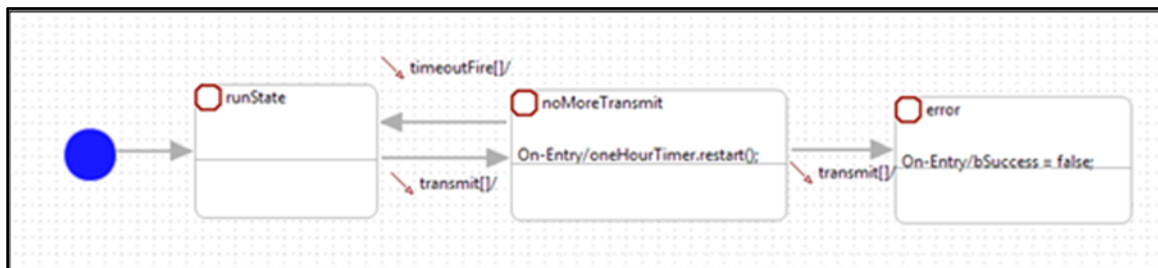 timeoutFire[]/
runState
noMoreTransmit
error
On-Entry/oneHourTimer.restart();
On-Entry/bSuccess = false;
transmit[]/
transmit[]/